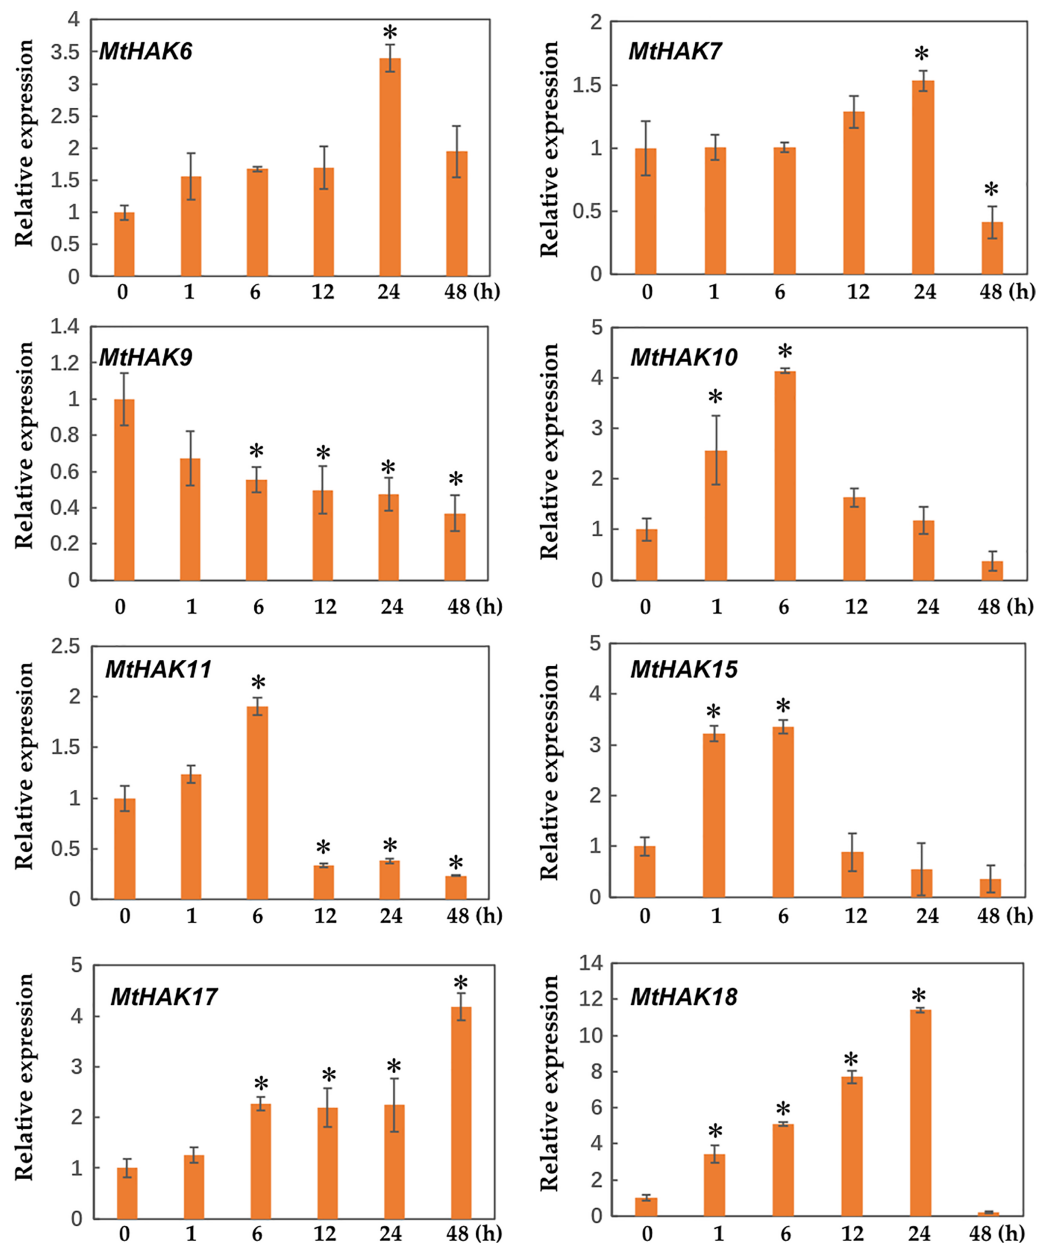 MtHAK6
Relative expression
4
3.5
3
2.5
2
1.5
1
0.5
0
*
0 1 6 12 24 48 (h)
MtHAK7
Relative expression
2
1.5
1
0.5
0
* *
0 1 6 12 24 48 (h)
MtHAK9
Relative expression
1.4
1.2
1
0.8
0.6
0.4
0.2
0
* * * *
0 1 6 12 24 48 (h)
MtHAK10
Relative expression
5
4
3
2
1
0
* *
0 1 6 12 24 48 (h)
MtHAK11
Relative expression
2.5
2
1.5
1
0.5
0
* * * *
0 1 6 12 24 48 (h)
MtHAK15
Relative expression
5
4
3
2
1
0
* *
0 1 6 12 24 48 (h)
MtHAK17
Relative expression
5
4
3
2
1
0
* * * *
0 1 6 12 24 48 (h)
MtHAK18
Relative expression
14
12
10
8
6
4
2
0
* * * *
0 1 6 12 24 48 (h)